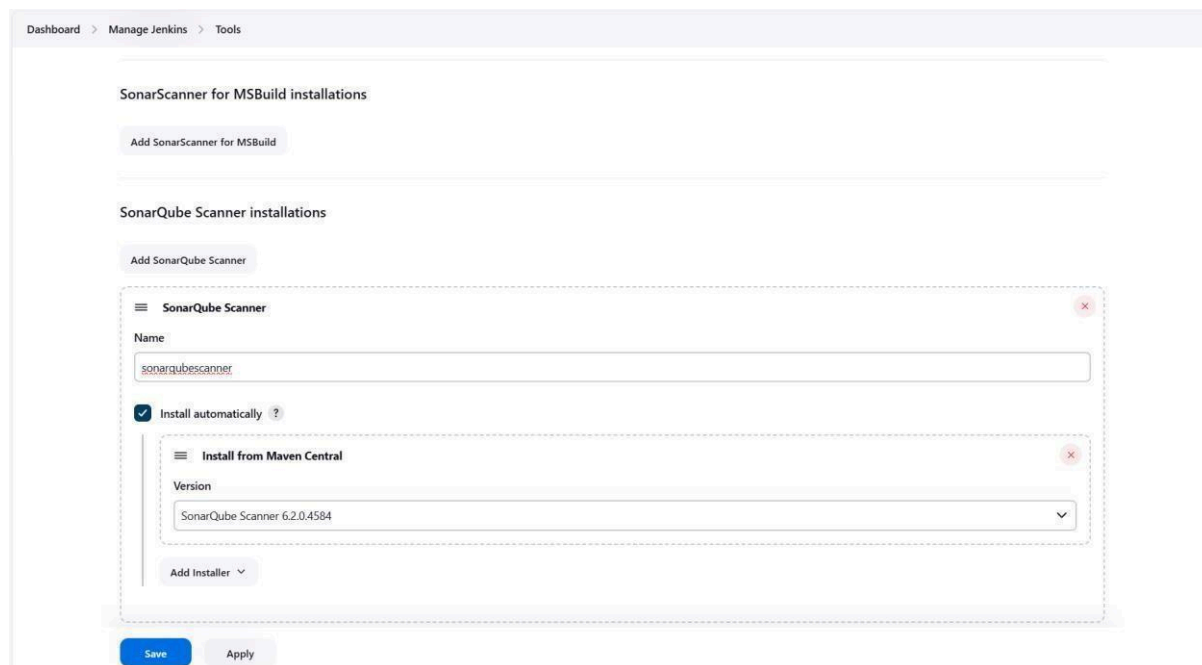 Dashboard > Manage Jenkins > Tools
SonarScanner for MSBuild installations
Add SonarScanner for MSBuild
SonarQube Scanner installations
Add SonarQube Scanner
SonarQube Scanner
Name
sonarqubescanner
Install automatically ?
Install from Maven Central
Version
SonarQube Scanner 6.2.0.4584
Add Installer
Save Apply